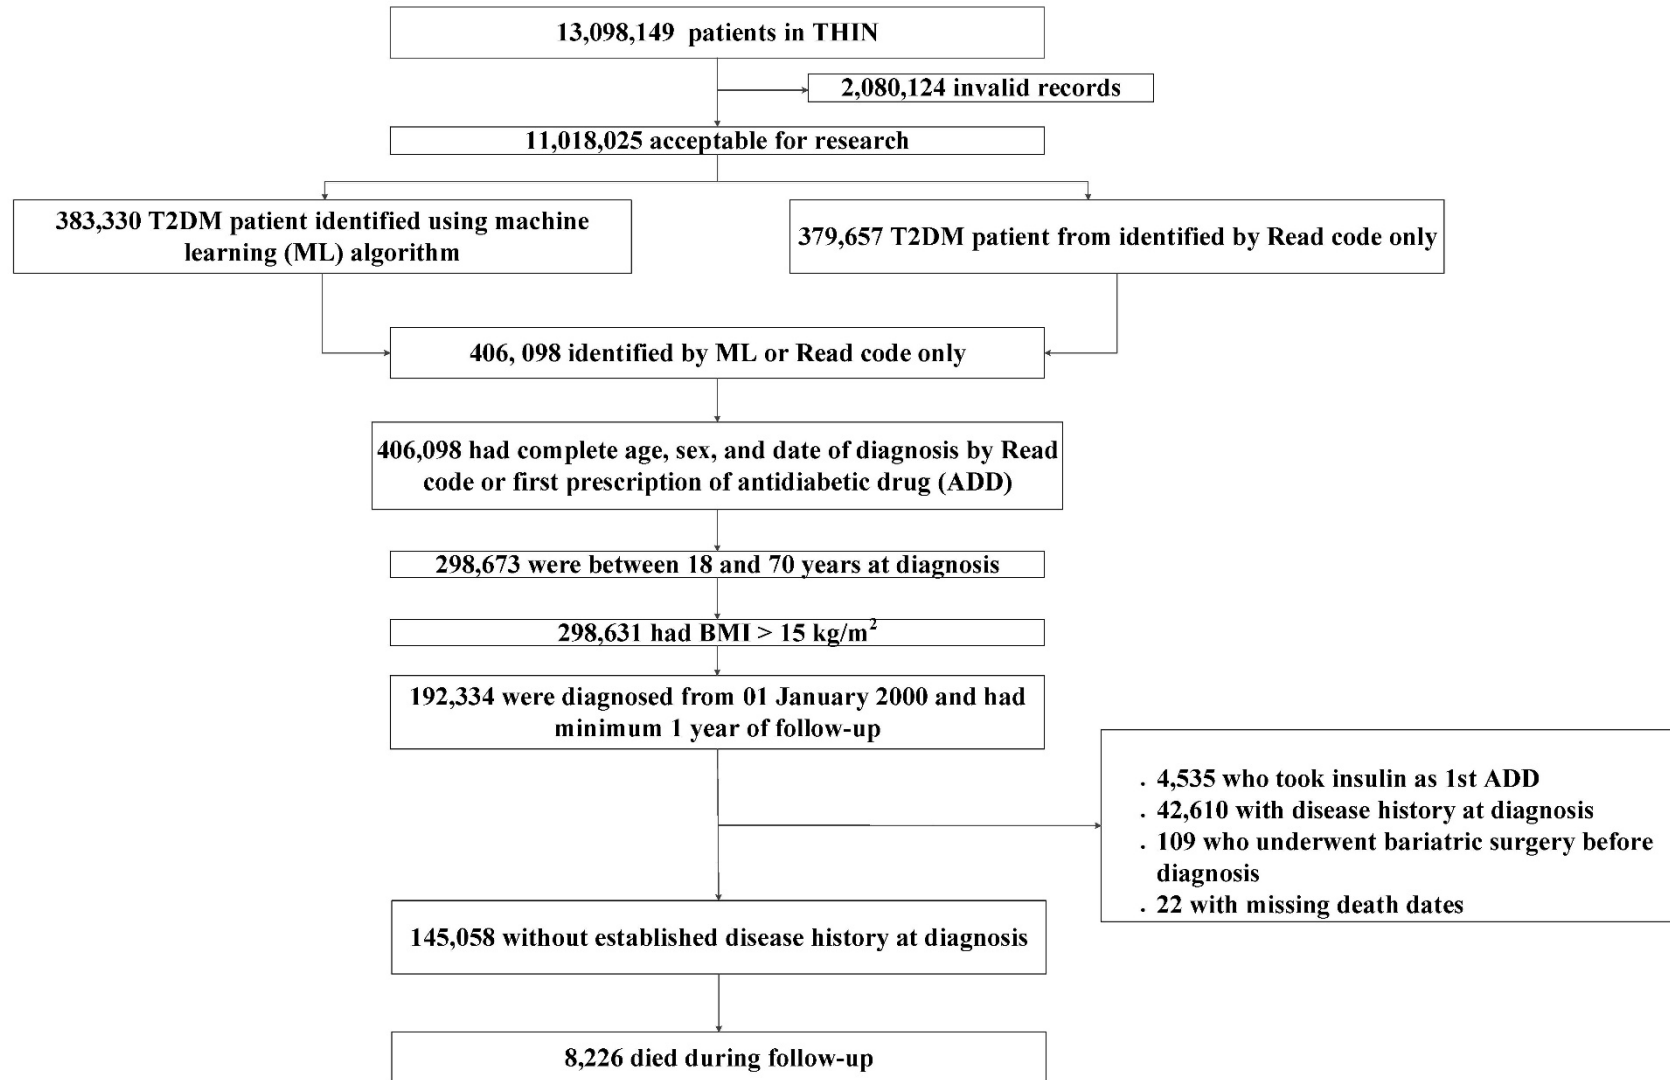 13,098,149 patients in THIN
2,080,124 invalid records
11,018,025 acceptable for research
383,330 T2DM patient identified using machine
learning (ML) algorithm
379,657 T2DM patient from identified by Read code only
406, 098 identified by ML or Read code only
406,098 had complete age, sex, and date of diagnosis by Read
code or first prescription of antidiabetic drug (ADD)
298,673 were between 18 and 70 years at diagnosis
298,631 had BMI > 15 kg/m²
192,334 were diagnosed from 01 January 2000 and had
minimum 1 year of follow-up
. 4,535 who took insulin as 1st ADD
. 42,610 with disease history at diagnosis
. 109 who underwent bariatric surgery before
diagnosis
. 22 with missing death dates
145,058 without established disease history at diagnosis
8,226 died during follow-up